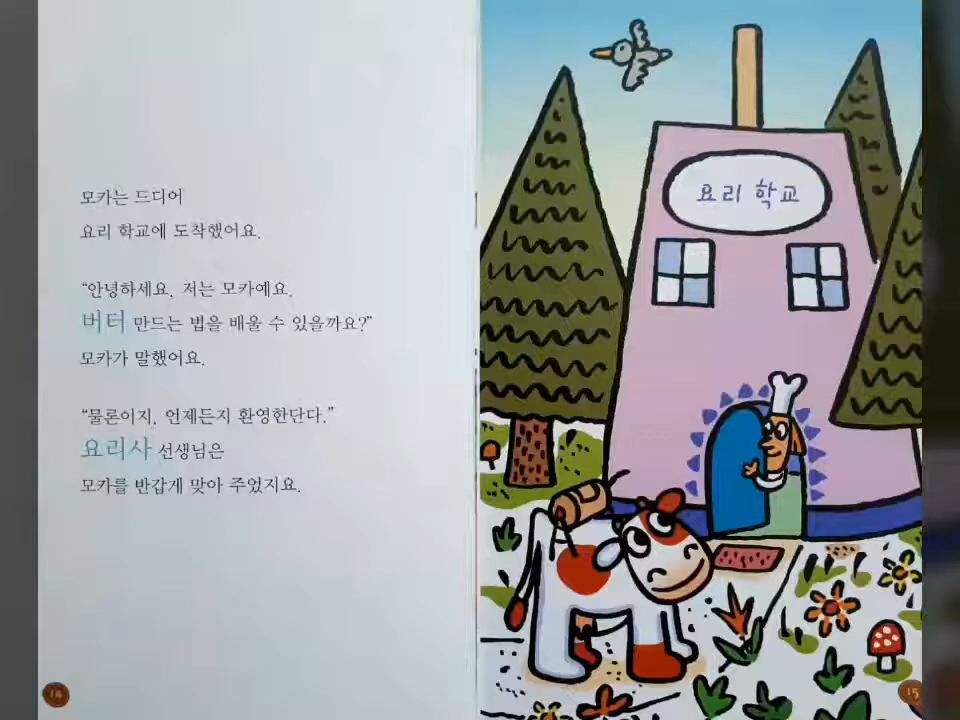 모카는 드디어
요리 학교에 도착했어요.
“안녕하세요, 저는 모카예요.
버터 만드는 법을 배울 수 있을까요?”
모카가 말했어요.
“물론이지, 언제든지 환영한단다.”
요리사 선생님은
모카를 반갑게 맞아 주었지요.
14
요리 학교
15